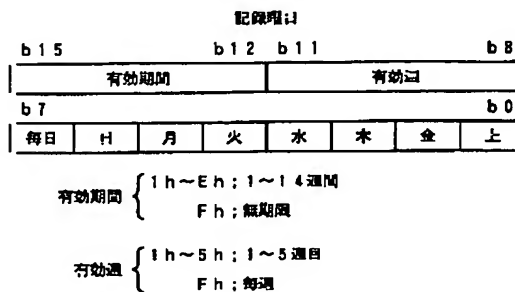 記録曜日
b15 b12 b11 b8
有効期間 有効週
b7 b0
毎日 日 月 火 水 木 金 土
有効期間 { 1h~Eh;1~14週間
Fh;無期限
有効週 { 1h~5h;1~5週目
Fh;毎週